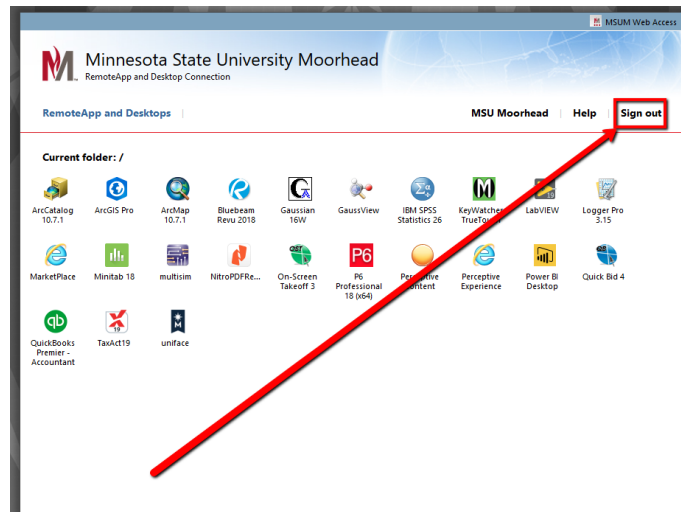 MSUM Web Access
Minnesota State University Moorhead
RemoteApp and Desktop Connection
RemoteApp and Desktops | MSU Moorhead | Help | Sign out
Current folder: /
ArcCatalog ArcGIS Pro ArcMap Bluebeam Gaussian GaussView IBM SPSS KeyWatcher LabVIEW Logger Pro
10.7.1 10.7.1 Revu 2018 16W Statistics 26 3.15
MarketPlace Minitab 18 multisim NitroPDFRe... On-Screen P6 Perceptive Power BI Quick Bid 4
Takeoff 3 Professional Experience Desktop
18 (x64)
QuickBooks TaxAct19 uniface
Premier -
Accountant